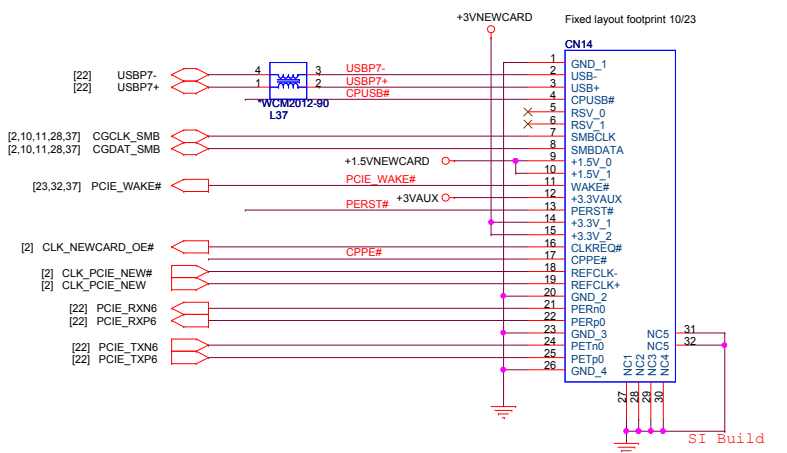 +3VNEWCARD
Fixed layout footprint 10/23
CN14
1 GND_1
[22] USBP7- 4 3 USBP7- 2 USB-
[22] USBP7+ 1 2 USBP7+ 3 USB+
CPUSB# 4 CPUSB#
*WCM2012-90
L37
5 RSV_0
6 RSV_1
[2,10,11,28,37] CGCLK_SMB 7 SMBCLK
[2,10,11,28,37] CGDAT_SMB 8 SMBDATA
+1.5VNEWCARD 9 +1.5V_0
10 +1.5V_1
[23,32,37] PCIE_WAKE# PCIE_WAKE# 11 WAKE#
+3VAUX 12 +3.3VAUX
PERST# 13 PERST#
14 +3.3V_1
15 +3.3V_2
[2] CLK_NEWCARD_OE# 16 CLKREQ#
CPPE# 17 CPPE#
[2] CLK_PCIE_NEW# 18 REFCLK-
[2] CLK_PCIE_NEW 19 REFCLK+
20 GND_2
[22] PCIE_RXN6 21 PERn0
[22] PCIE_RXP6 22 PERp0
23 GND_3 NC5 31
[22] PCIE_TXN6 24 PETn0 NC5 32
[22] PCIE_TXP6 25 PETp0
26 GND_4
NC1 NC2 NC3 NC4
27 28 29 30
SI Build